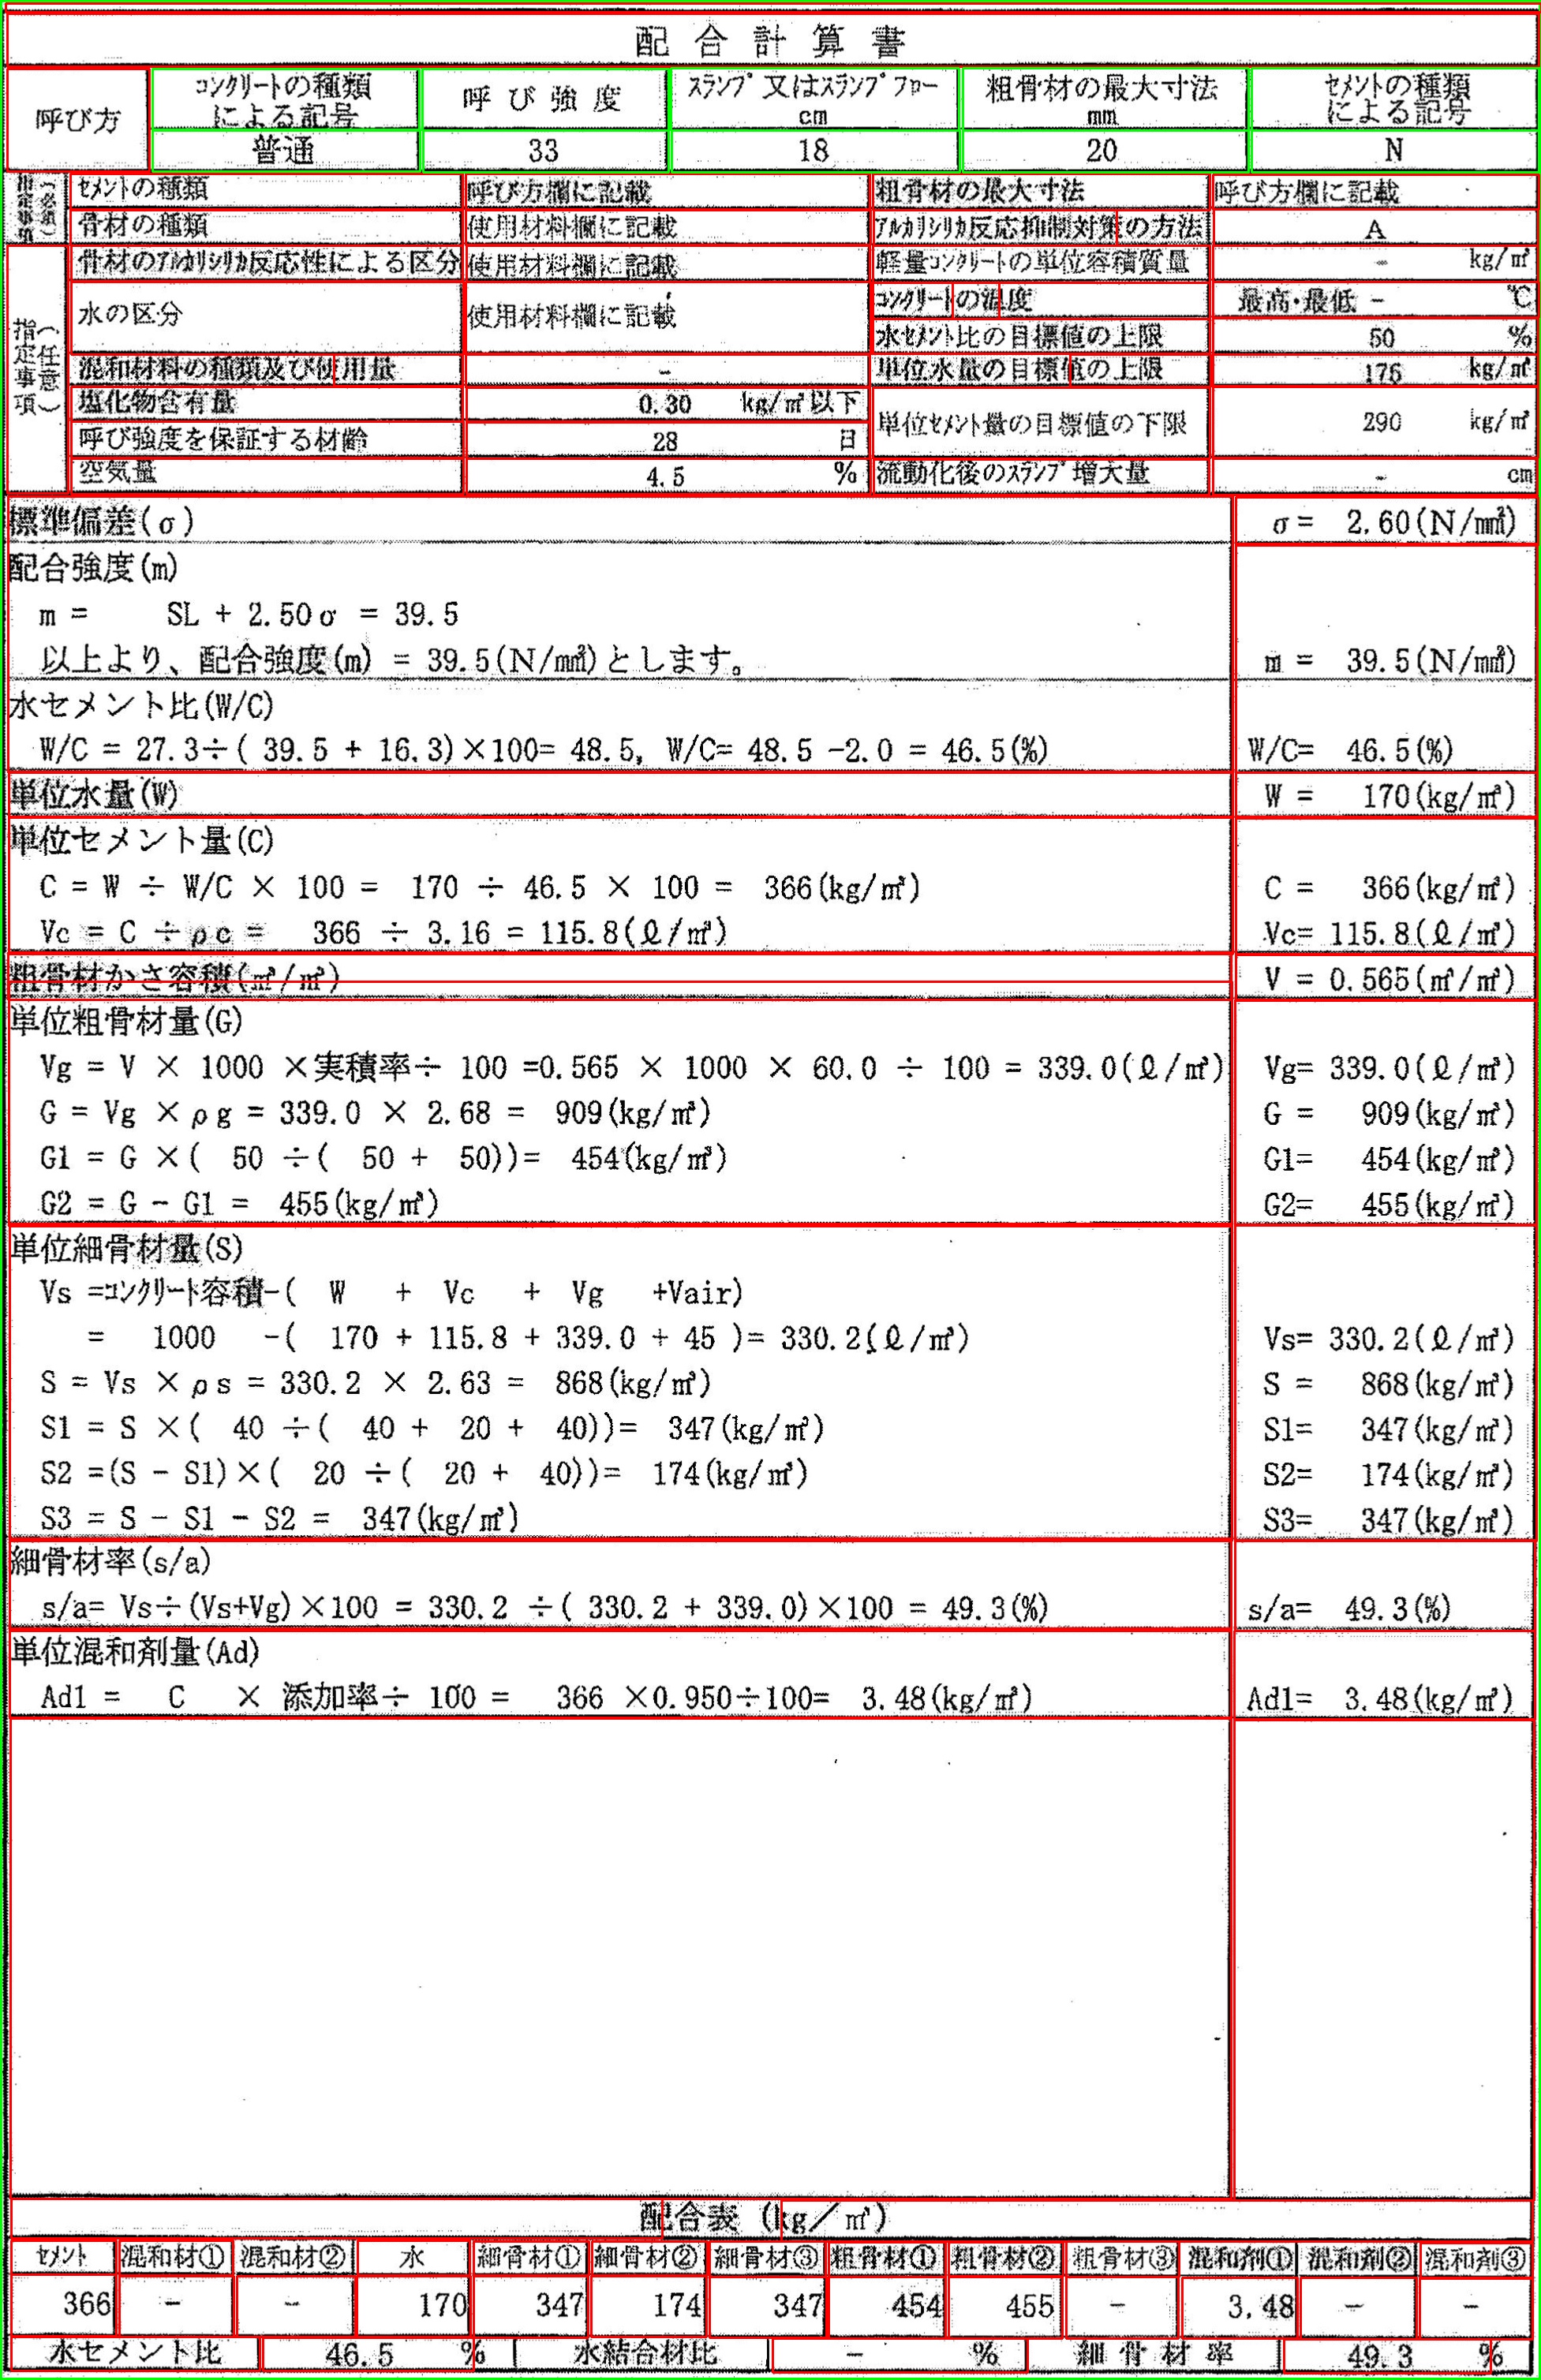 配合計算書
呼び方
コンクリートの種類による記号 呼び強度 スランプ又はスランプフロー cm 粗骨材の最大寸法 mm セメントの種類による記号
普通 33 18 20 N
指定事項(必須)
セメントの種類 呼び方欄に記載 粗骨材の最大寸法 呼び方欄に記載
骨材の種類 使用材料欄に記載 アルカリシリカ反応抑制対策の方法 A
指定事項(任意)
骨材のアルカリシリカ反応性による区分 使用材料欄に記載 軽量コンクリートの単位容積質量 - kg/㎥
水の区分 使用材料欄に記載 コンクリートの温度 最高・最低 - ℃
水セメント比の目標値の上限 50 %
混和材料の種類及び使用量 - 単位水量の目標値の上限 175 kg/㎥
塩化物含有量 0.30 kg/㎥以下 単位セメント量の目標値の下限 290 kg/㎥
呼び強度を保証する材齢 28 日
空気量 4.5 % 流動化後のスランプ増大量 - cm
標準偏差(σ) σ= 2.60(N/m㎡)
配合強度(m)
m = SL + 2.50σ = 39.5
以上より、配合強度(m) = 39.5(N/m㎡)とします。 m = 39.5(N/m㎡)
水セメント比(W/C)
W/C = 27.3÷( 39.5 + 16.3)×100= 48.5, W/C= 48.5 -2.0 = 46.5(%) W/C= 46.5(%)
単位水量(W) W = 170(kg/㎥)
単位セメント量(C)
C = W ÷ W/C × 100 = 170 ÷ 46.5 × 100 = 366(kg/㎥) C = 366(kg/㎥)
Vc = C ÷ρc = 366 ÷ 3.16 = 115.8(ℓ/㎥) Vc= 115.8(ℓ/㎥)
粗骨材かさ容積(㎥/㎥) V = 0.565(㎥/㎥)
単位粗骨材量(G)
Vg = V × 1000 ×実積率÷ 100 =0.565 × 1000 × 60.0 ÷ 100 = 339.0(ℓ/㎥) Vg= 339.0(ℓ/㎥)
G = Vg ×ρg = 339.0 × 2.68 = 909(kg/㎥) G = 909(kg/㎥)
G1 = G ×( 50 ÷( 50 + 50))= 454(kg/㎥) G1= 454(kg/㎥)
G2 = G - G1 = 455(kg/㎥) G2= 455(kg/㎥)
単位細骨材量(S)
Vs =コンクリート容積-( W + Vc + Vg +Vair)
= 1000 -( 170 + 115.8 + 339.0 + 45 )= 330.2(ℓ/㎥) Vs= 330.2(ℓ/㎥)
S = Vs ×ρs = 330.2 × 2.63 = 868(kg/㎥) S = 868(kg/㎥)
S1 = S ×( 40 ÷( 40 + 20 + 40))= 347(kg/㎥) S1= 347(kg/㎥)
S2 =(S - S1)×( 20 ÷( 20 + 40))= 174(kg/㎥) S2= 174(kg/㎥)
S3 = S - S1 - S2 = 347(kg/㎥) S3= 347(kg/㎥)
細骨材率(s/a)
s/a= Vs÷(Vs+Vg)×100 = 330.2 ÷( 330.2 + 339.0)×100 = 49.3(%) s/a= 49.3(%)
単位混和剤量(Ad)
Ad1 = C × 添加率÷ 100 = 366 ×0.950÷100= 3.48(kg/㎥) Ad1= 3.48(kg/㎥)
配合表 (kg/㎥)
セメント 混和材① 混和材② 水 細骨材① 細骨材② 細骨材③ 粗骨材① 粗骨材② 粗骨材③ 混和剤① 混和剤② 混和剤③
366 - - 170 347 174 347 454 455 - 3.48 - -
水セメント比 46.5 % 水結合材比 - % 細骨材率 49.3 %